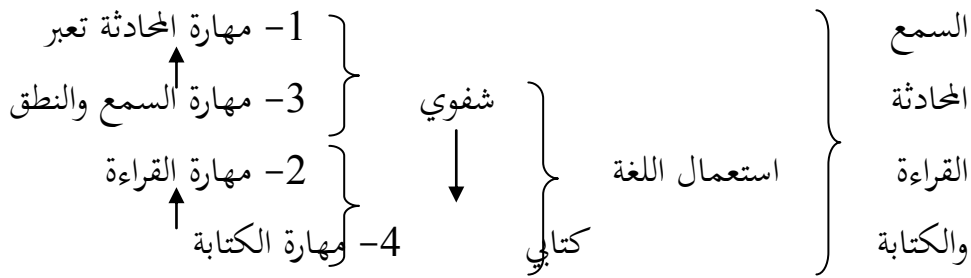 السمع 1- مهارة المحادثة تعبر
المحادثة شفوي 3- مهارة السمع والنطق
القراءة استعمال اللغة 2- مهارة القراءة
والكتابة كتابي 4- مهارة الكتابة